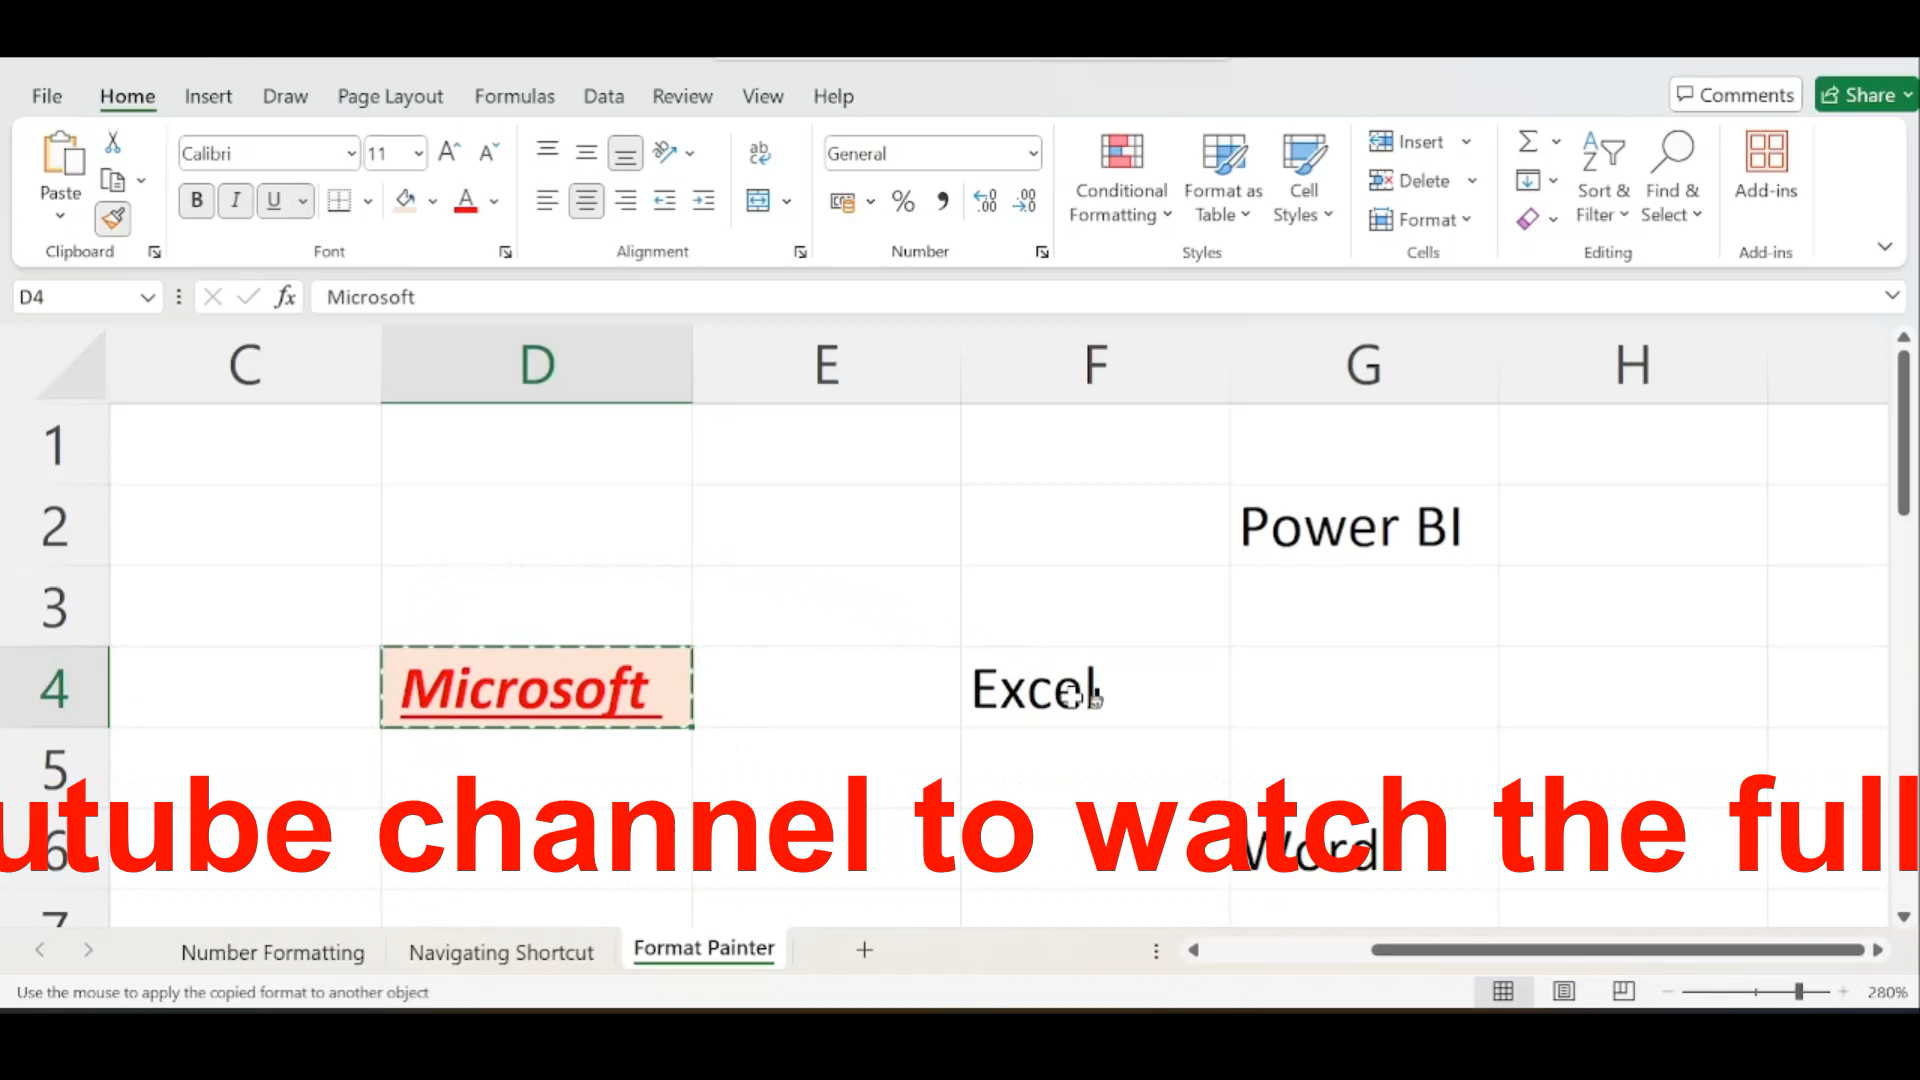 File Home Insert Draw Page Layout Formulas Data Review View Help Comments Share
Paste
Clipboard
Calibri 11
B I U
Font
ab
Alignment
General
%
Number
Conditional Formatting
Format as Table
Cell Styles
Styles
Insert
Delete
Format
Cells
Sort & Filter
Find & Select
Editing
Add-ins
Add-ins
D4 fx Microsoft
C D E F G H
1
2 Power BI
3
4 Microsoft Excel
5
utube channel to watch the full
6 Word
7
Number Formatting Navigating Shortcut Format Painter +
Use the mouse to apply the copied format to another object 280%